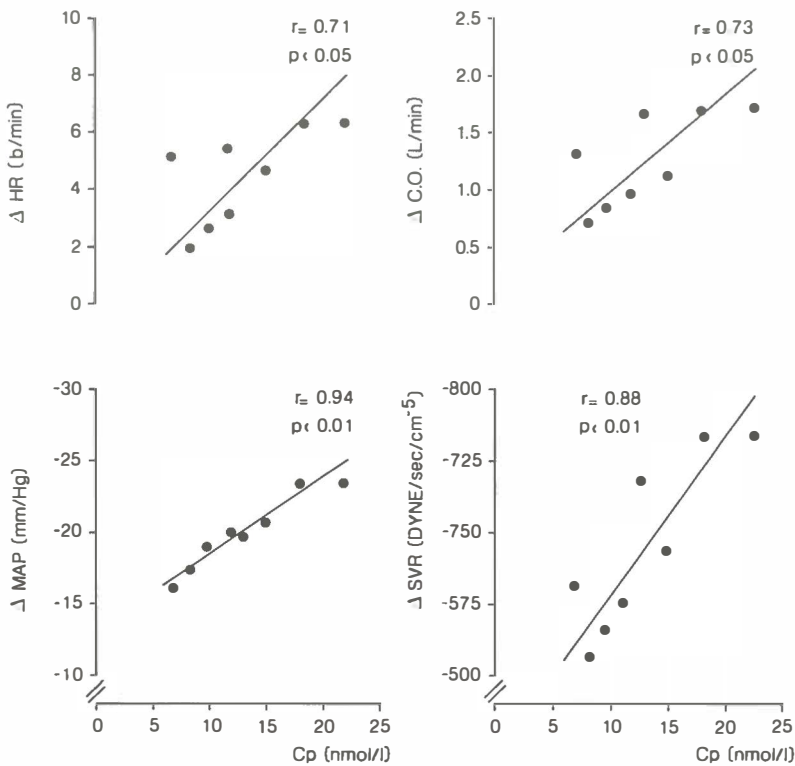 10
8
6
4
2
0
Δ HR (b/min)
r= 0.71
p< 0.05
2.5
2.0
1.5
1.0
0.5
0
Δ C.O. (L/min)
r= 0.73
p< 0.05
-30
-25
-20
-15
-10
Δ MAP (mm/Hg)
r= 0.94
p< 0.01
0 5 10 15 20 25
Cp (nmol/l)
-800
-725
-750
-575
-500
Δ SVR (DYNE/sec/cm-5)
r= 0.88
p< 0.01
0 5 10 15 20 25
Cp (nmol/l)